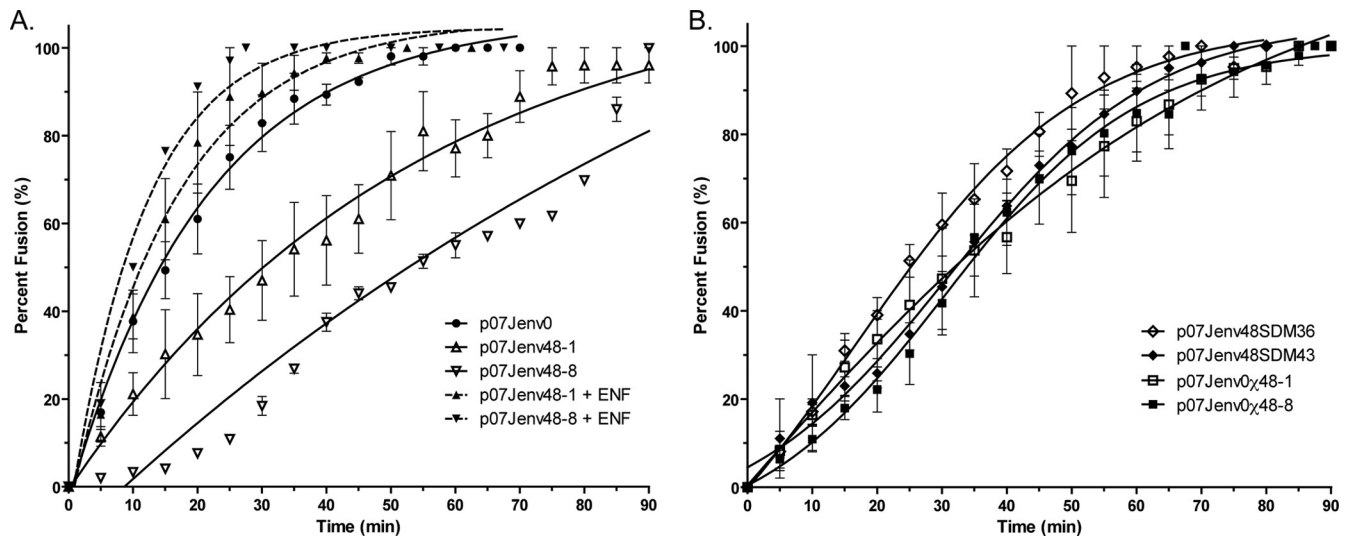 A.
Percent Fusion (%)
100
80
60
40
20
0
0 10 20 30 40 50 60 70 80 90
Time (min)
p07Jenv0
p07Jenv48-1
p07Jenv48-8
p07Jenv48-1 + ENF
p07Jenv48-8 + ENF
B.
Percent Fusion (%)
100
80
60
40
20
0
0 10 20 30 40 50 60 70 80 90
Time (min)
p07Jenv48SDM36
p07Jenv48SDM43
p07Jenv0χ48-1
p07Jenv0χ48-8